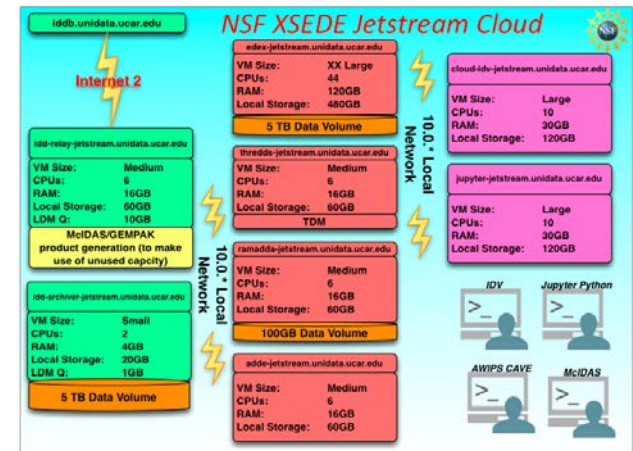 NSF XSEDE Jetstream Cloud
NSF
iddb.unidata.ucar.edu
Internet 2
idd-relay-jetstream.unidata.ucar.edu
VM Size: Medium
CPUs: 6
RAM: 16GB
Local Storage: 60GB
LDM Q: 10GB
McIDAS/GEMPAK
product generation (to make
use of unused capcity)
idd-archiver-jetstream.unidata.ucar.edu
VM Size: Small
CPUs: 2
RAM: 4GB
Local Storage: 20GB
LDM Q: 1GB
5 TB Data Volume
10.0.* Local
Network
edex-jetstream.unidata.ucar.edu
VM Size: XX Large
CPUs: 44
RAM: 120GB
Local Storage: 480GB
5 TB Data Volume
thredds-jetstream.unidata.ucar.edu
VM Size: Medium
CPUs: 6
RAM: 16GB
Local Storage: 60GB
TDM
ramadda-jetstream.unidata.ucar.edu
VM Size: Medium
CPUs: 6
RAM: 16GB
Local Storage: 60GB
100GB Data Volume
adde-jetstream.unidata.ucar.edu
VM Size: Medium
CPUs: 6
RAM: 16GB
Local Storage: 60GB
10.0.* Local
Network
cloud-idv-jetstream.unidata.ucar.edu
VM Size: Large
CPUs: 10
RAM: 30GB
Local Storage: 120GB
jupyter-jetstream.unidata.ucar.edu
VM Size: Large
CPUs: 10
RAM: 30GB
Local Storage: 120GB
IDV
>_
Jupyter Python
>_
AWIPS CAVE
>_
McIDAS
>_